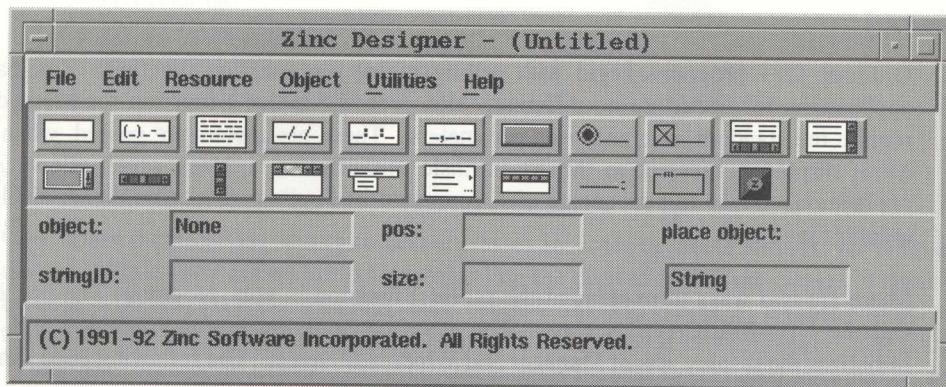 Zinc Designer - (Untitled)
File Edit Resource Object Utilities Help
(_)_-_ _/_/_ _:_:_ _,_._
Z
object: None pos: place object:
stringID: size: String
(C) 1991-92 Zinc Software Incorporated. All Rights Reserved.